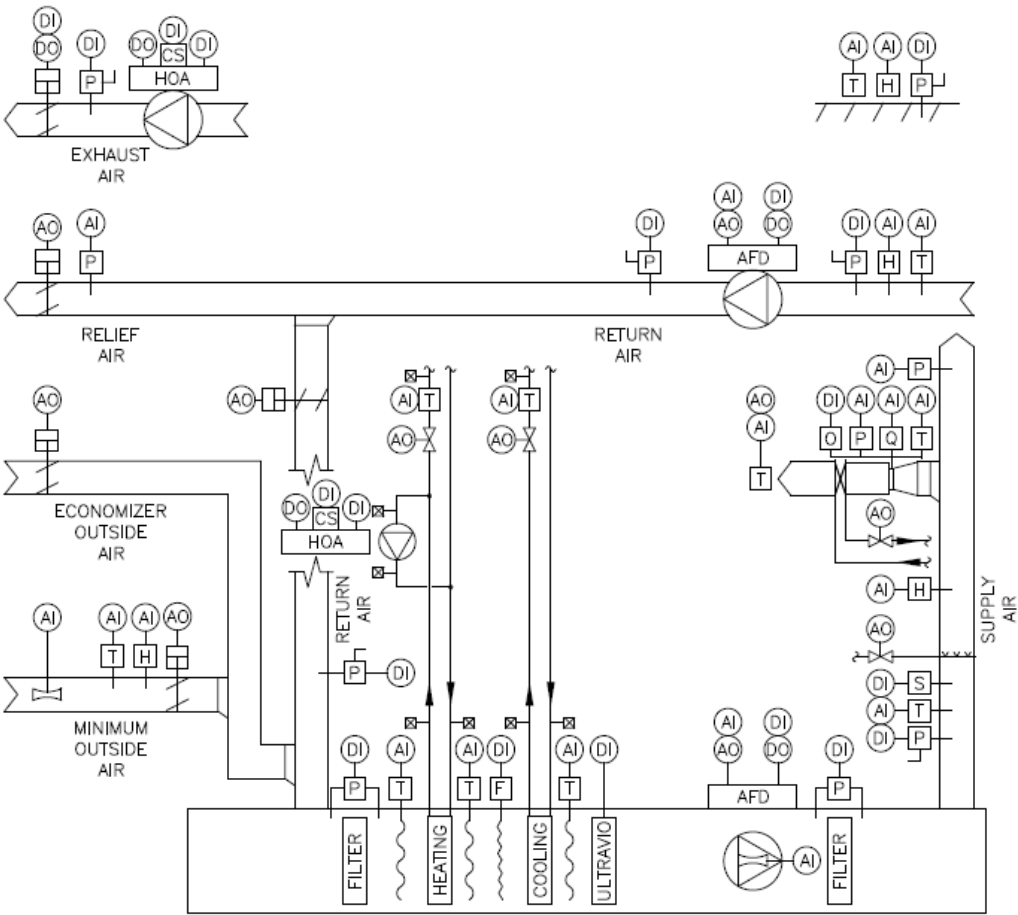 DI
DO
DI
DO
DI
CS
DI
HOA
P
EXHAUST
AIR
AI
AI
DI
T
H
P
AO
AI
P
DI
P
AI
AO
DI
DO
AFD
DI
AI
AI
P
H
T
RELIEF
AIR
RETURN
AIR
AO
AO
AI
T
AO
AI
T
AO
AI
P
AO
AI
T
DI
AI
AI
AI
O
P
Q
T
ECONOMIZER
OUTSIDE
AIR
DO
DI
CS
DI
HOA
AO
RETURN
AIR
AI
H
SUPPLY
AIR
AI
AI
AI
AO
T
H
AO
P
DI
DI
S
AI
T
DI
P
MINIMUM
OUTSIDE
AIR
DI
AI
AI
DI
AI
DI
P
T
T
F
T
AI
AO
DI
DO
AFD
DI
P
FILTER
HEATING
COOLING
ULTRAVIO
AI
FILTER